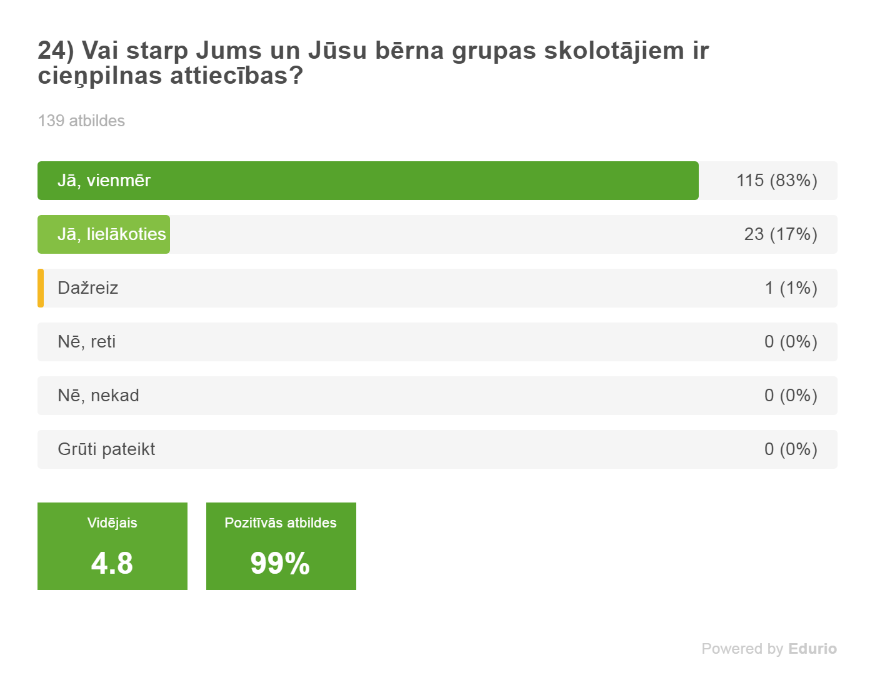 24) Vai starp Jums un Jūsu bērna grupas skolotājiem ir
cieņpilnas attiecības?
139 atbildes
Jā, vienmēr 115 (83%)
Jā, lielākoties 23 (17%)
Dažreiz 1 (1%)
Nē, reti 0 (0%)
Nē, nekad 0 (0%)
Grūti pateikt 0 (0%)
Vidējais Pozitīvās atbildes
4.8 99%
Powered by Edurio